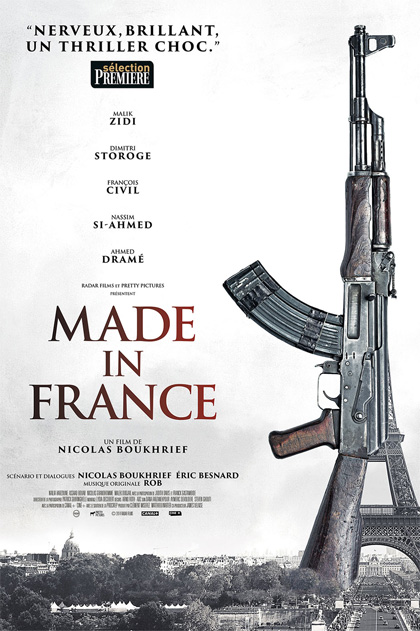 “NERVEUX, BRILLANT,
UN THRILLER CHOC.”
sélection
PREMIERE
MALIK
ZIDI
DIMITRI
STOROGE
FRANÇOIS
CIVIL
NASSIM
SI-AHMED
AHMED
DRAMÉ
RADAR FILMS ET PRETTY PICTURES
PRÉSENTENT
MADE
IN
FRANCE
UN FILM DE
NICOLAS BOUKHRIEF
SCÉNARIO ET DIALOGUES NICOLAS BOUKHRIEF ÉRIC BESNARD
MUSIQUE ORIGINALE ROB
CANAL+